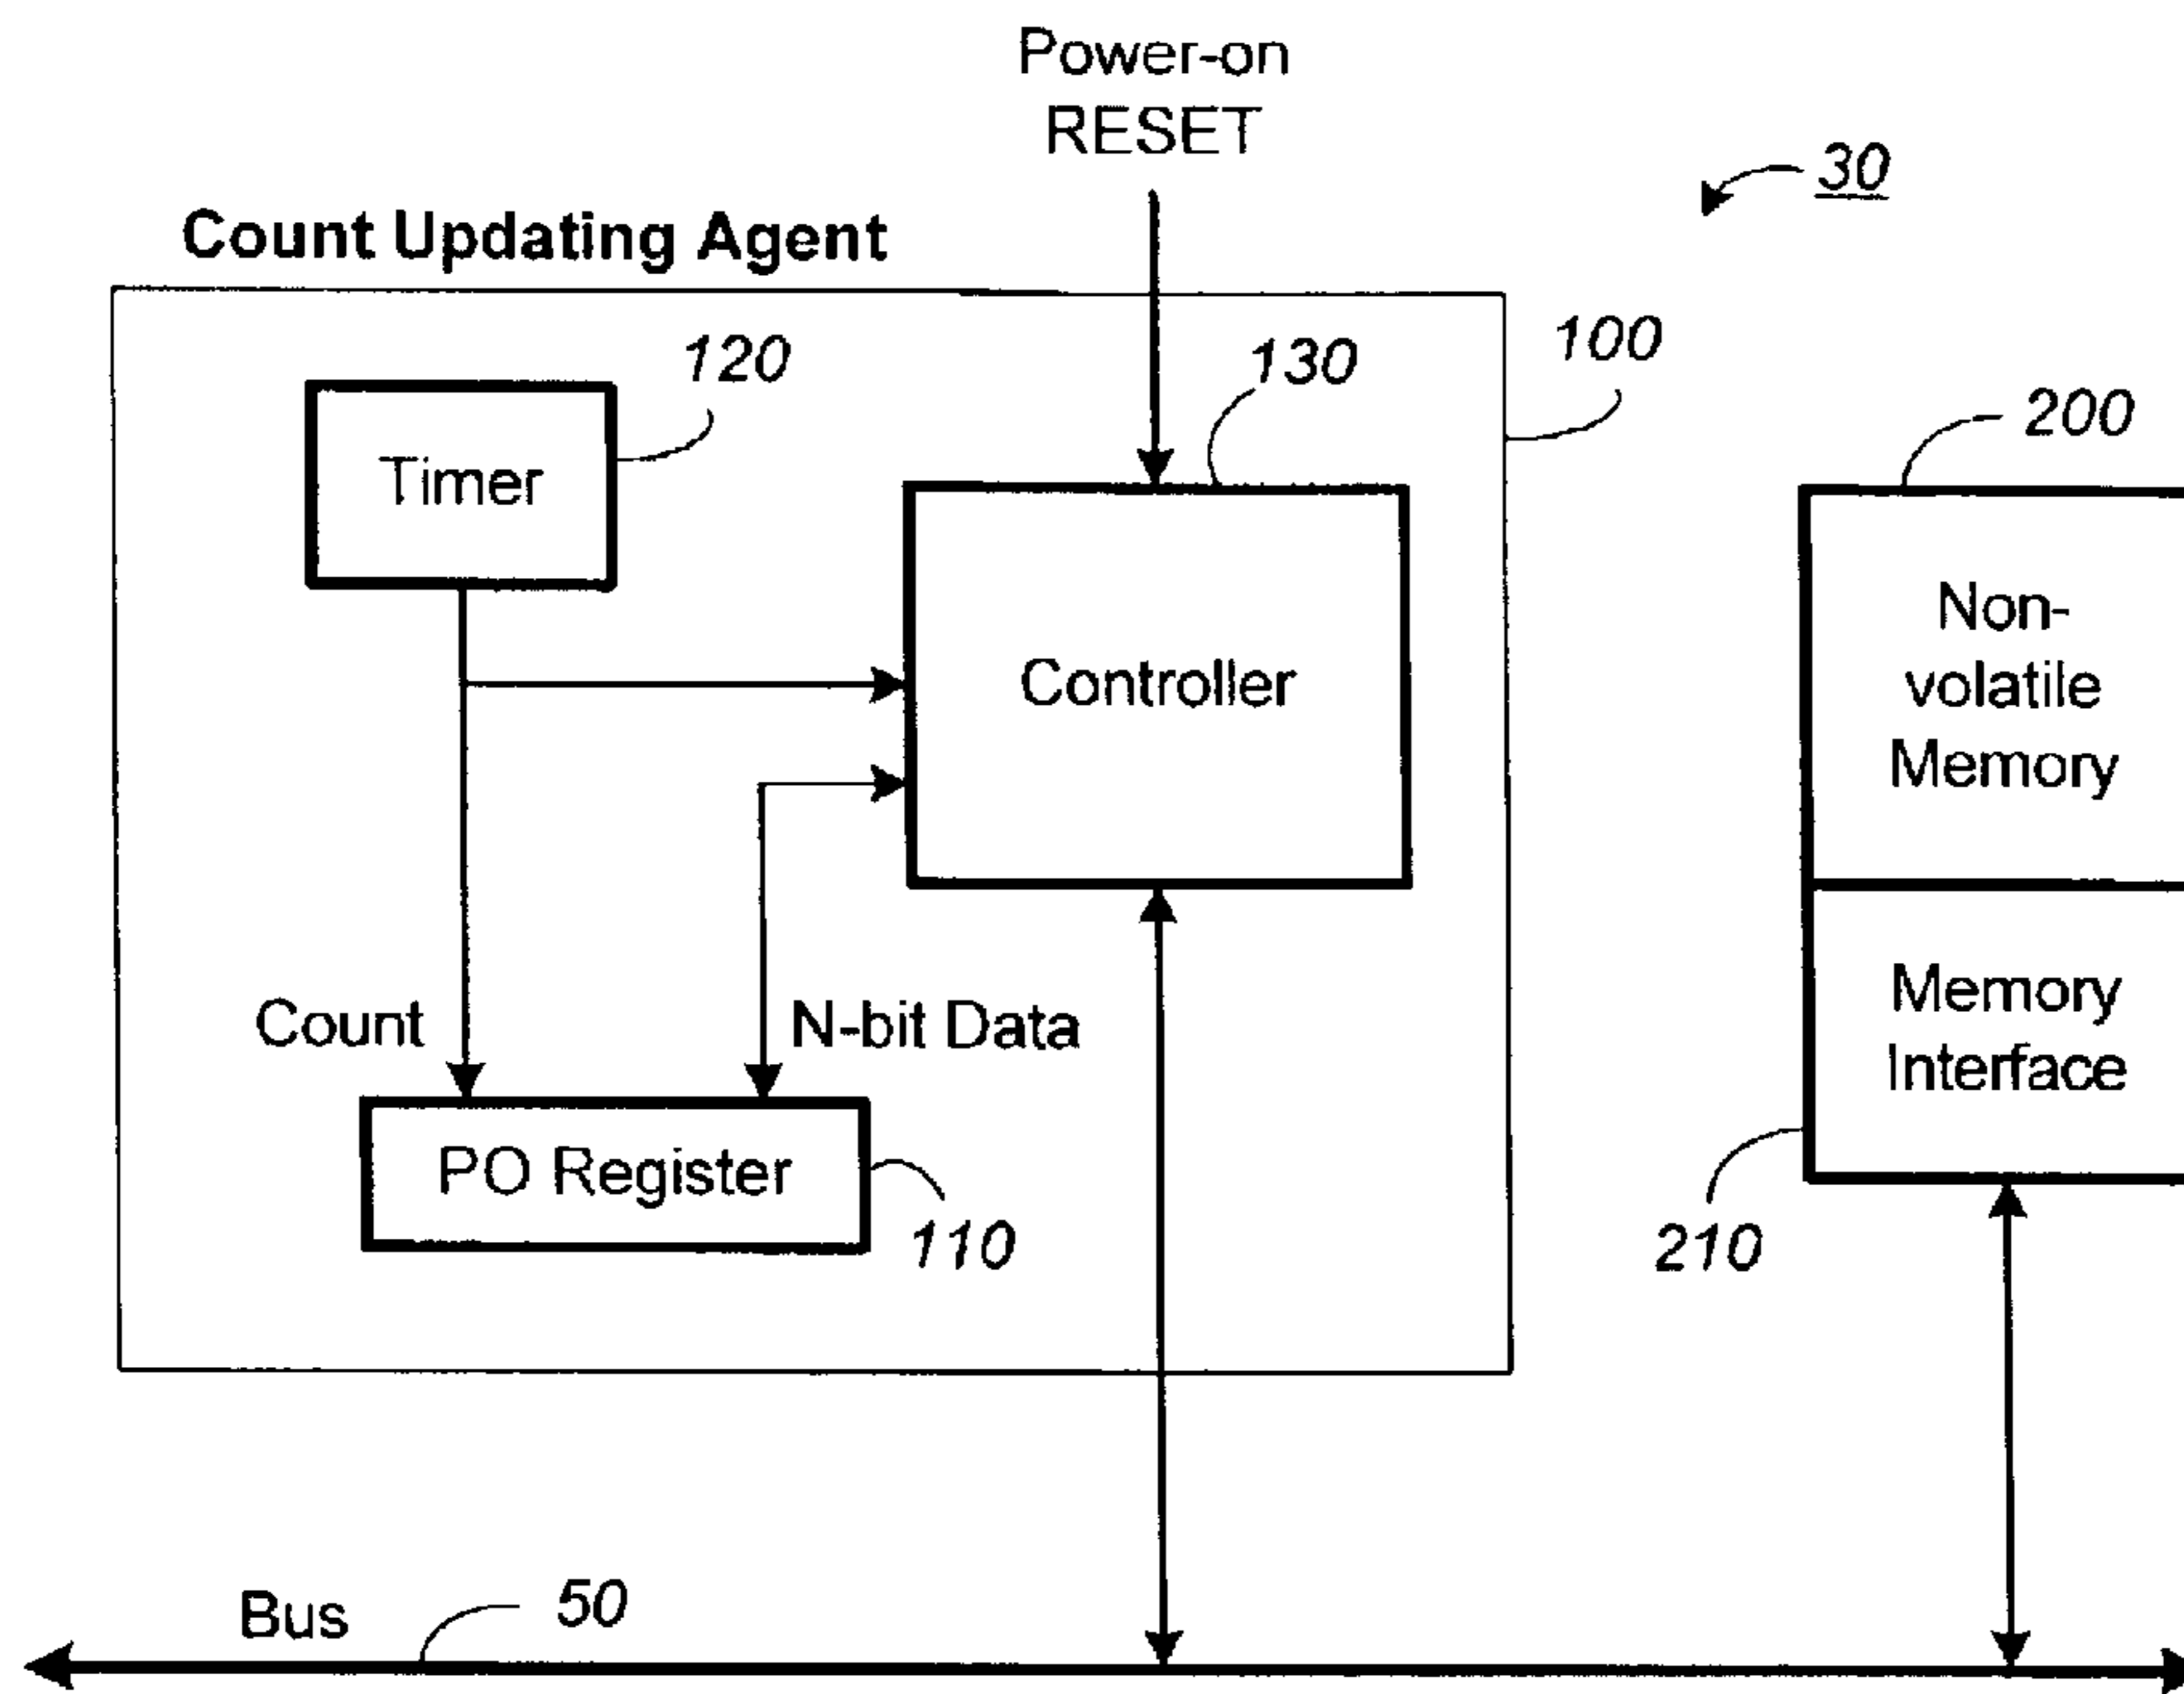 Power-on
RESET
30
Count Updating Agent
120
130
100
200
Timer
Controller
Non-
volatile
Memory
Count
N-bit Data
Memory
Interface
PO Register
110
210
Bus
50